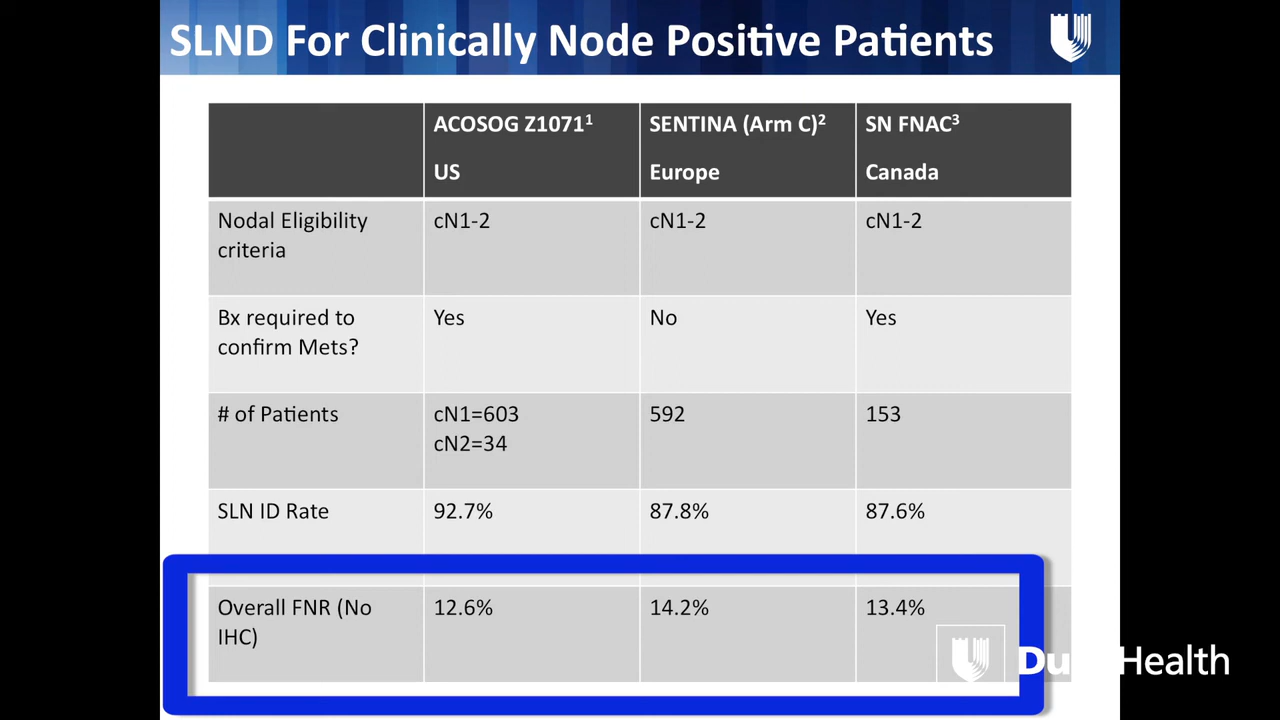 SLND For Clinically Node Positive Patients
ACOSOG Z1071¹
US
SENTINA (Arm C)²
Europe
SN FNAC³
Canada
Nodal Eligibility
criteria
cN1-2
cN1-2
cN1-2
Bx required to
confirm Mets?
Yes
No
Yes
# of Patients
cN1=603
cN2=34
592
153
SLN ID Rate
92.7%
87.8%
87.6%
Overall FNR (No
IHC)
12.6%
14.2%
13.4%
Health